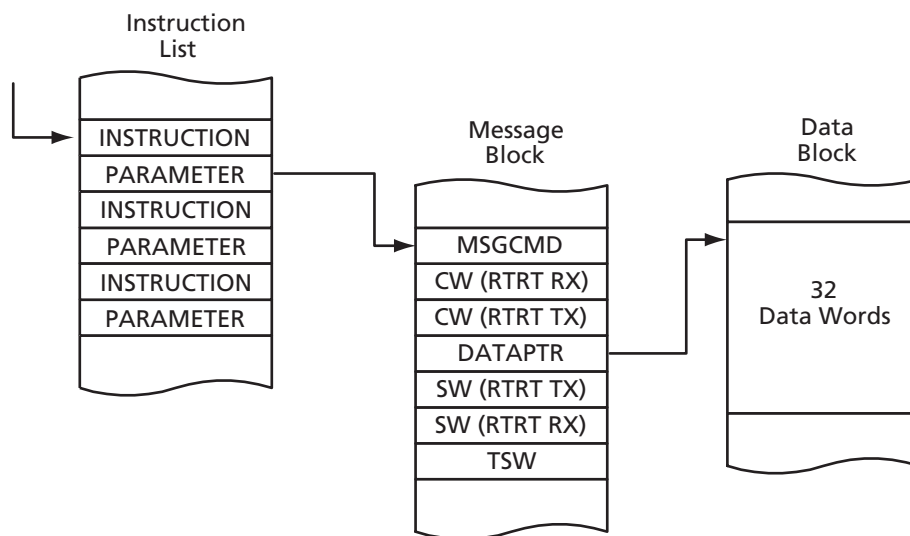 Instruction
List
INSTRUCTION
PARAMETER
INSTRUCTION
PARAMETER
INSTRUCTION
PARAMETER
Message
Block
MSGCMD
CW (RTRT RX)
CW (RTRT TX)
DATAPTR
SW (RTRT TX)
SW (RTRT RX)
TSW
Data
Block
32
Data Words